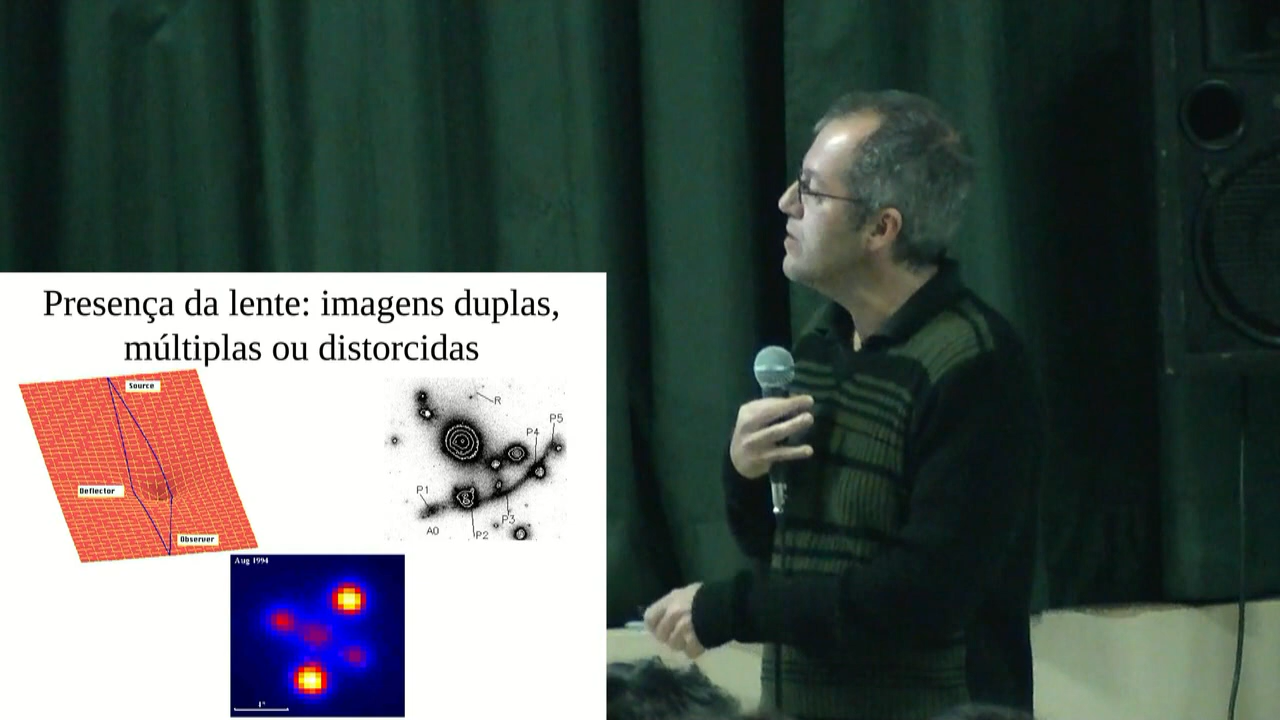 Presença da lente: imagens duplas,
múltiplas ou distorcidas
Source
Deflector
Observer
R
P5
P4
P1
P3
A0
P2
Aug 1994
1"